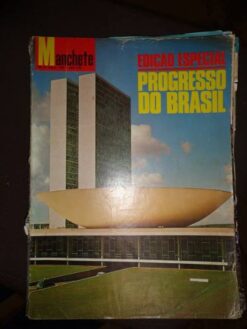 Manchete
EDIÇÃO ESPECIAL
PROGRESSO
DO BRASIL